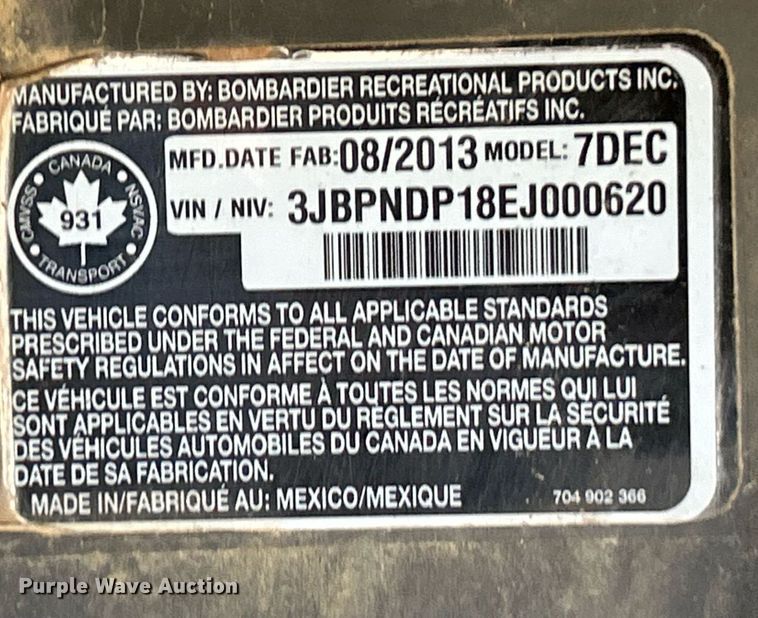 MANUFACTURED BY: BOMBARDIER RECREATIONAL PRODUCTS INC.
FABRIQUÉ PAR: BOMBARDIER PRODUITS RÉCRÉATIFS INC.
CANADA
CMVSS • NSVAC
931
TRANSPORT
MFD.DATE FAB:08/2013 MODEL: 7DEC
VIN / NIV: 3JBPNDP18EJ000620
THIS VEHICLE CONFORMS TO ALL APPLICABLE STANDARDS
PRESCRIBED UNDER THE FEDERAL AND CANADIAN MOTOR
SAFETY REGULATIONS IN AFFECT ON THE DATE OF MANUFACTURE.
CE VÉHICULE EST CONFORME À TOUTES LES NORMES QUI LUI
SONT APPLICABLES EN VERTU DU RÈGLEMENT SUR LA SÉCURITÉ
DES VÉHICULES AUTOMOBILES DU CANADA EN VIGUEUR À LA
DATE DE SA FABRICATION.
MADE IN/FABRIQUÉ AU: MEXICO/MEXIQUE 704 902 366
Purple Wave Auction